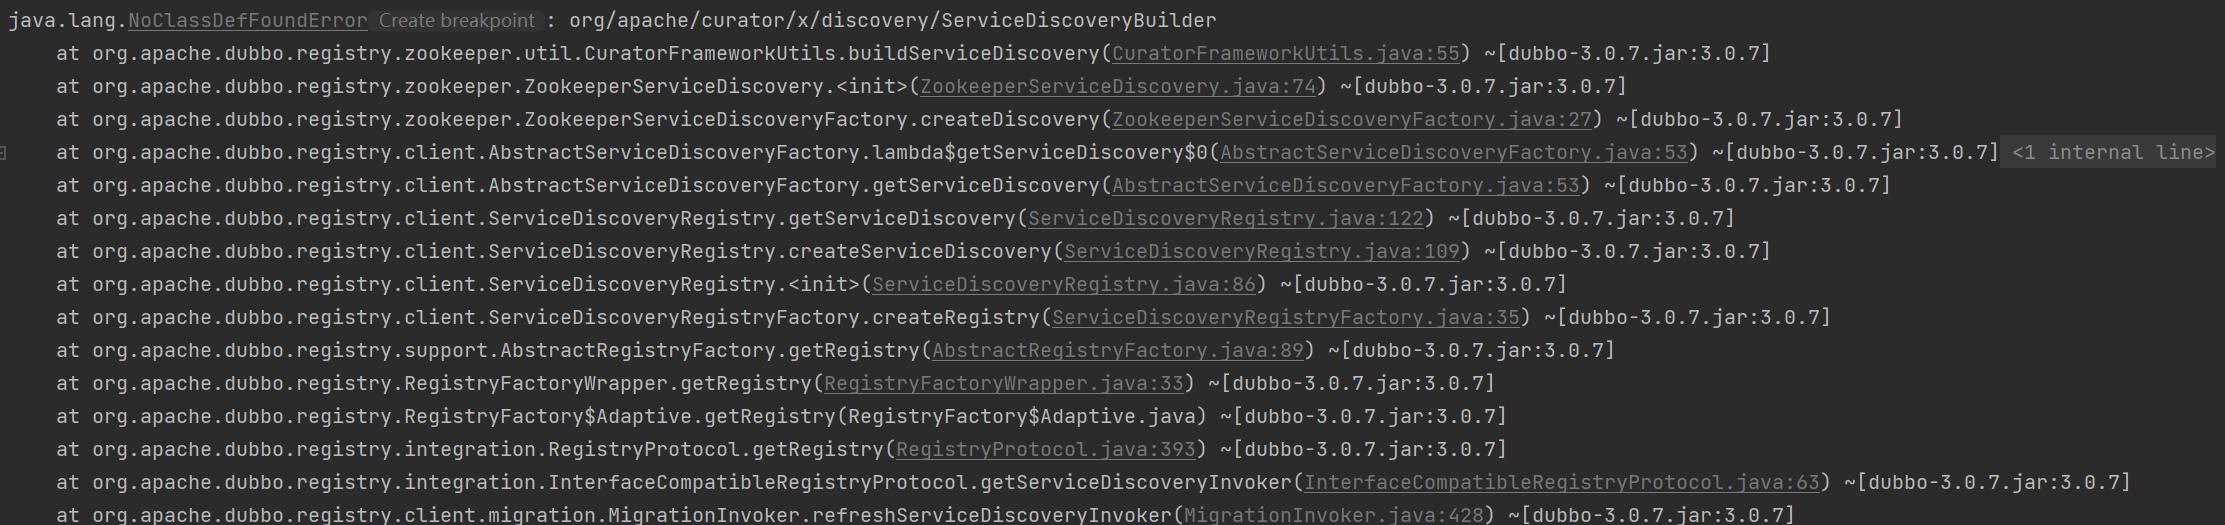 java.lang.NoClassDefFoundError Create breakpoint : org/apache/curator/x/discovery/ServiceDiscoveryBuilder
at org.apache.dubbo.registry.zookeeper.util.CuratorFrameworkUtils.buildServiceDiscovery(CuratorFrameworkUtils.java:55) ~[dubbo-3.0.7.jar:3.0.7]
at org.apache.dubbo.registry.zookeeper.ZookeeperServiceDiscovery.<init>(ZookeeperServiceDiscovery.java:74) ~[dubbo-3.0.7.jar:3.0.7]
at org.apache.dubbo.registry.zookeeper.ZookeeperServiceDiscoveryFactory.createDiscovery(ZookeeperServiceDiscoveryFactory.java:27) ~[dubbo-3.0.7.jar:3.0.7]
at org.apache.dubbo.registry.client.AbstractServiceDiscoveryFactory.lambda$getServiceDiscovery$0(AbstractServiceDiscoveryFactory.java:53) ~[dubbo-3.0.7.jar:3.0.7] <1 internal line>
at org.apache.dubbo.registry.client.AbstractServiceDiscoveryFactory.getServiceDiscovery(AbstractServiceDiscoveryFactory.java:53) ~[dubbo-3.0.7.jar:3.0.7]
at org.apache.dubbo.registry.client.ServiceDiscoveryRegistry.getServiceDiscovery(ServiceDiscoveryRegistry.java:122) ~[dubbo-3.0.7.jar:3.0.7]
at org.apache.dubbo.registry.client.ServiceDiscoveryRegistry.createServiceDiscovery(ServiceDiscoveryRegistry.java:109) ~[dubbo-3.0.7.jar:3.0.7]
at org.apache.dubbo.registry.client.ServiceDiscoveryRegistry.<init>(ServiceDiscoveryRegistry.java:86) ~[dubbo-3.0.7.jar:3.0.7]
at org.apache.dubbo.registry.client.ServiceDiscoveryRegistryFactory.createRegistry(ServiceDiscoveryRegistryFactory.java:35) ~[dubbo-3.0.7.jar:3.0.7]
at org.apache.dubbo.registry.support.AbstractRegistryFactory.getRegistry(AbstractRegistryFactory.java:89) ~[dubbo-3.0.7.jar:3.0.7]
at org.apache.dubbo.registry.RegistryFactoryWrapper.getRegistry(RegistryFactoryWrapper.java:33) ~[dubbo-3.0.7.jar:3.0.7]
at org.apache.dubbo.registry.RegistryFactory$Adaptive.getRegistry(RegistryFactory$Adaptive.java) ~[dubbo-3.0.7.jar:3.0.7]
at org.apache.dubbo.registry.integration.RegistryProtocol.getRegistry(RegistryProtocol.java:393) ~[dubbo-3.0.7.jar:3.0.7]
at org.apache.dubbo.registry.integration.InterfaceCompatibleRegistryProtocol.getServiceDiscoveryInvoker(InterfaceCompatibleRegistryProtocol.java:63) ~[dubbo-3.0.7.jar:3.0.7]
at org.apache.dubbo.registry.client.migration.MigrationInvoker.refreshServiceDiscoveryInvoker(MigrationInvoker.java:428) ~[dubbo-3.0.7.jar:3.0.7]